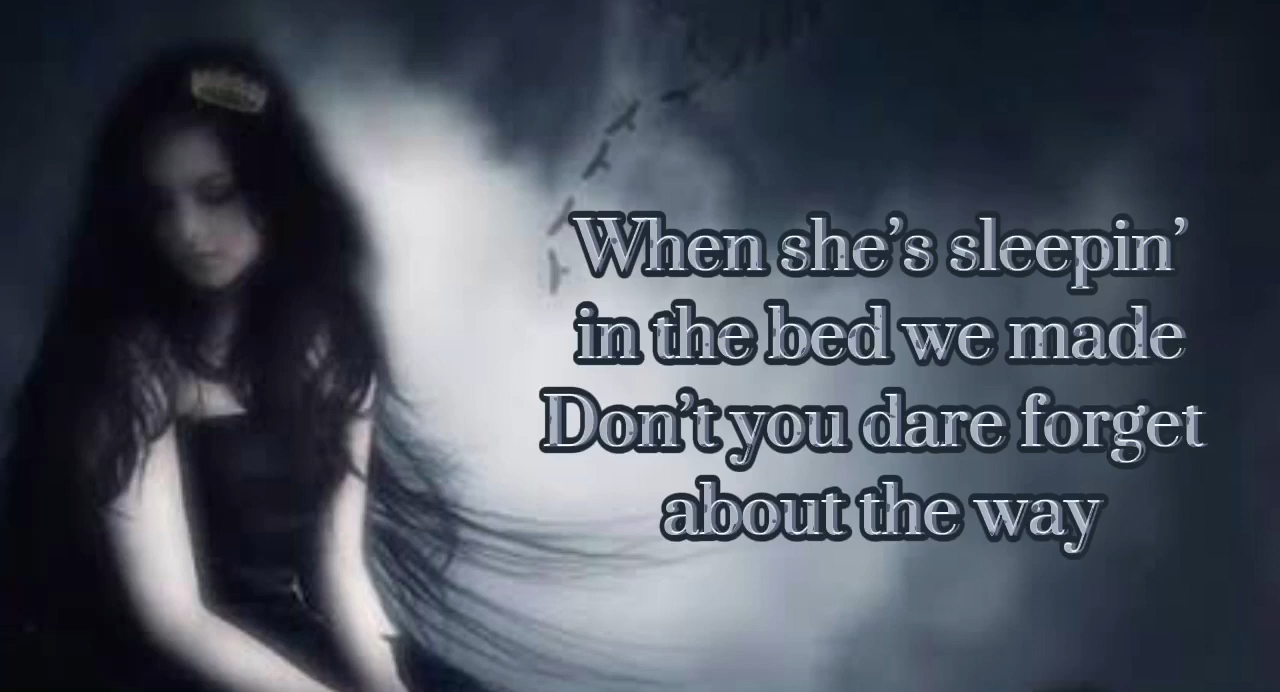 When she’s sleepin’
in the bed we made
Don’t you dare forget
about the way